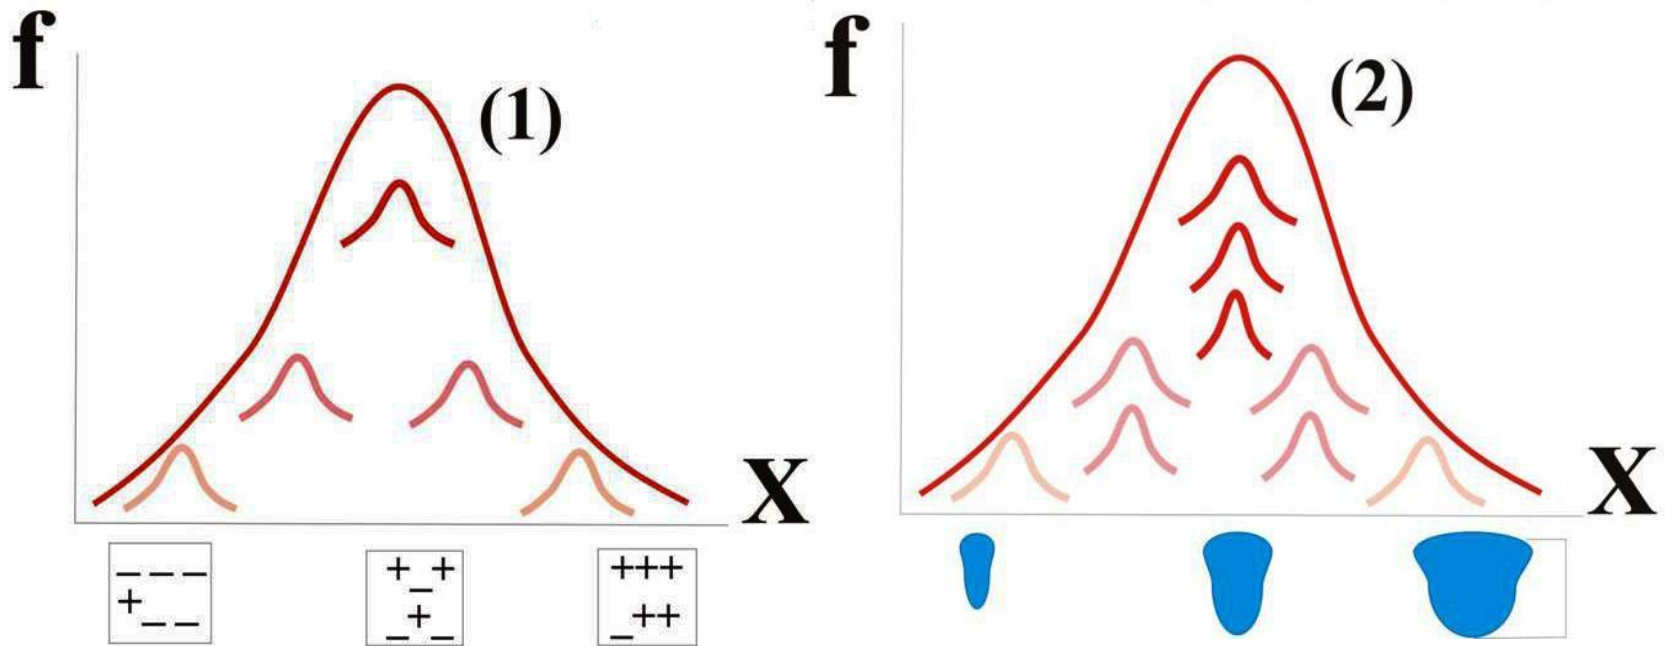 f
(1)
X
– – –
+
– –
+ +
–
+
– –
+++
++
–
f
(2)
X